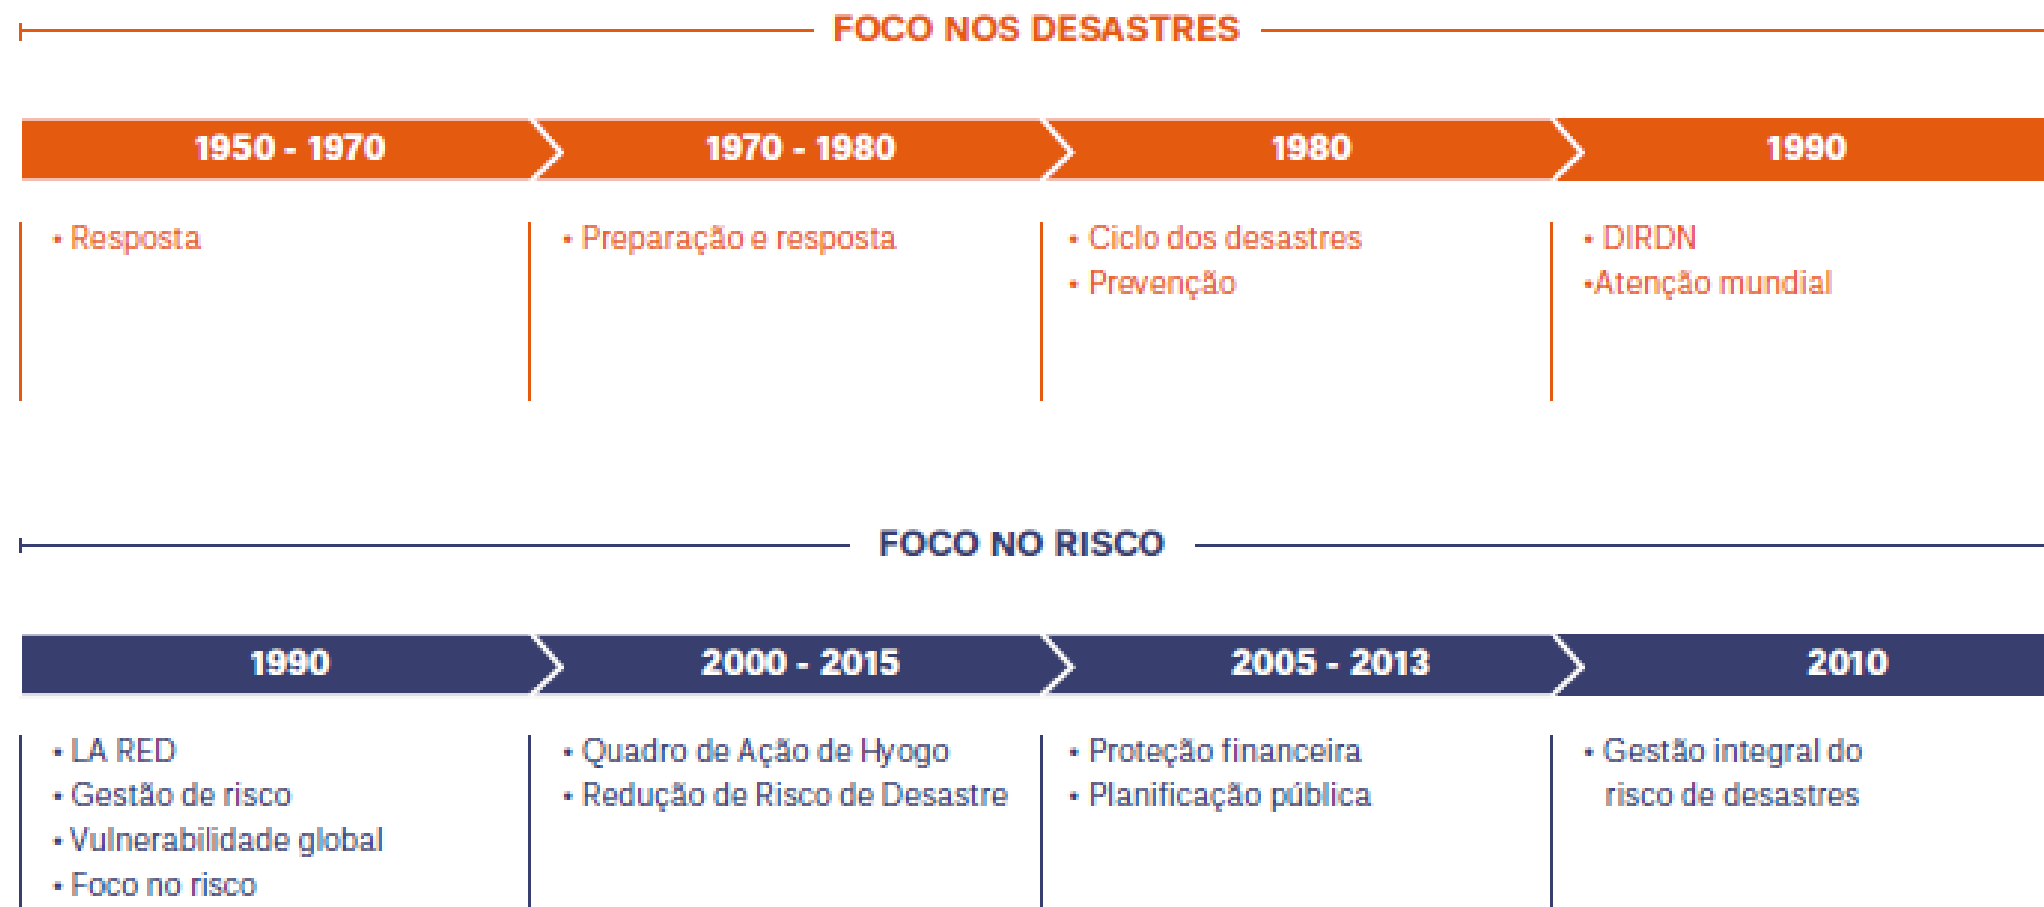 FOCO NOS DESASTRES
1950 - 1970
1970 - 1980
1980
1990
• Resposta
• Preparação e resposta
• Ciclo dos desastres
• Prevenção
• DIRDN
•Atenção mundial
FOCO NO RISCO
1990
2000 - 2015
2005 - 2013
2010
• LA RED
• Gestão de risco
• Vulnerabilidade global
• Foco no risco
• Quadro de Ação de Hyogo
• Redução de Risco de Desastre
• Proteção financeira
• Planificação pública
• Gestão integral do
risco de desastres